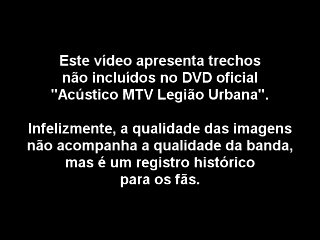 Este vídeo apresenta trechos
não incluídos no DVD oficial
"Acústico MTV Legião Urbana".
Infelizmente, a qualidade das imagens
não acompanha a qualidade da banda,
mas é um registro histórico
para os fãs.